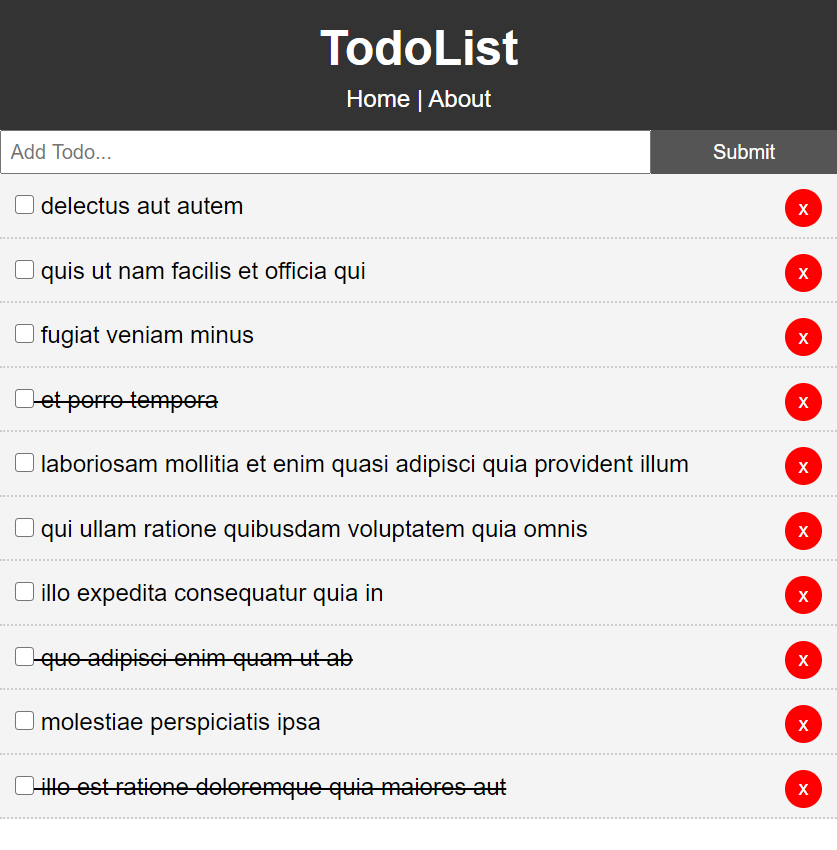 TodoList
Home | About
Add Todo... Submit
delectus aut autem x
quis ut nam facilis et officia qui x
fugiat veniam minus x
et porro tempora x
laboriosam mollitia et enim quasi adipisci quia provident illum x
qui ullam ratione quibusdam voluptatem quia omnis x
illo expedita consequatur quia in x
quo adipisci enim quam ut ab x
molestiae perspiciatis ipsa x
illo est ratione doloremque quia maiores aut x